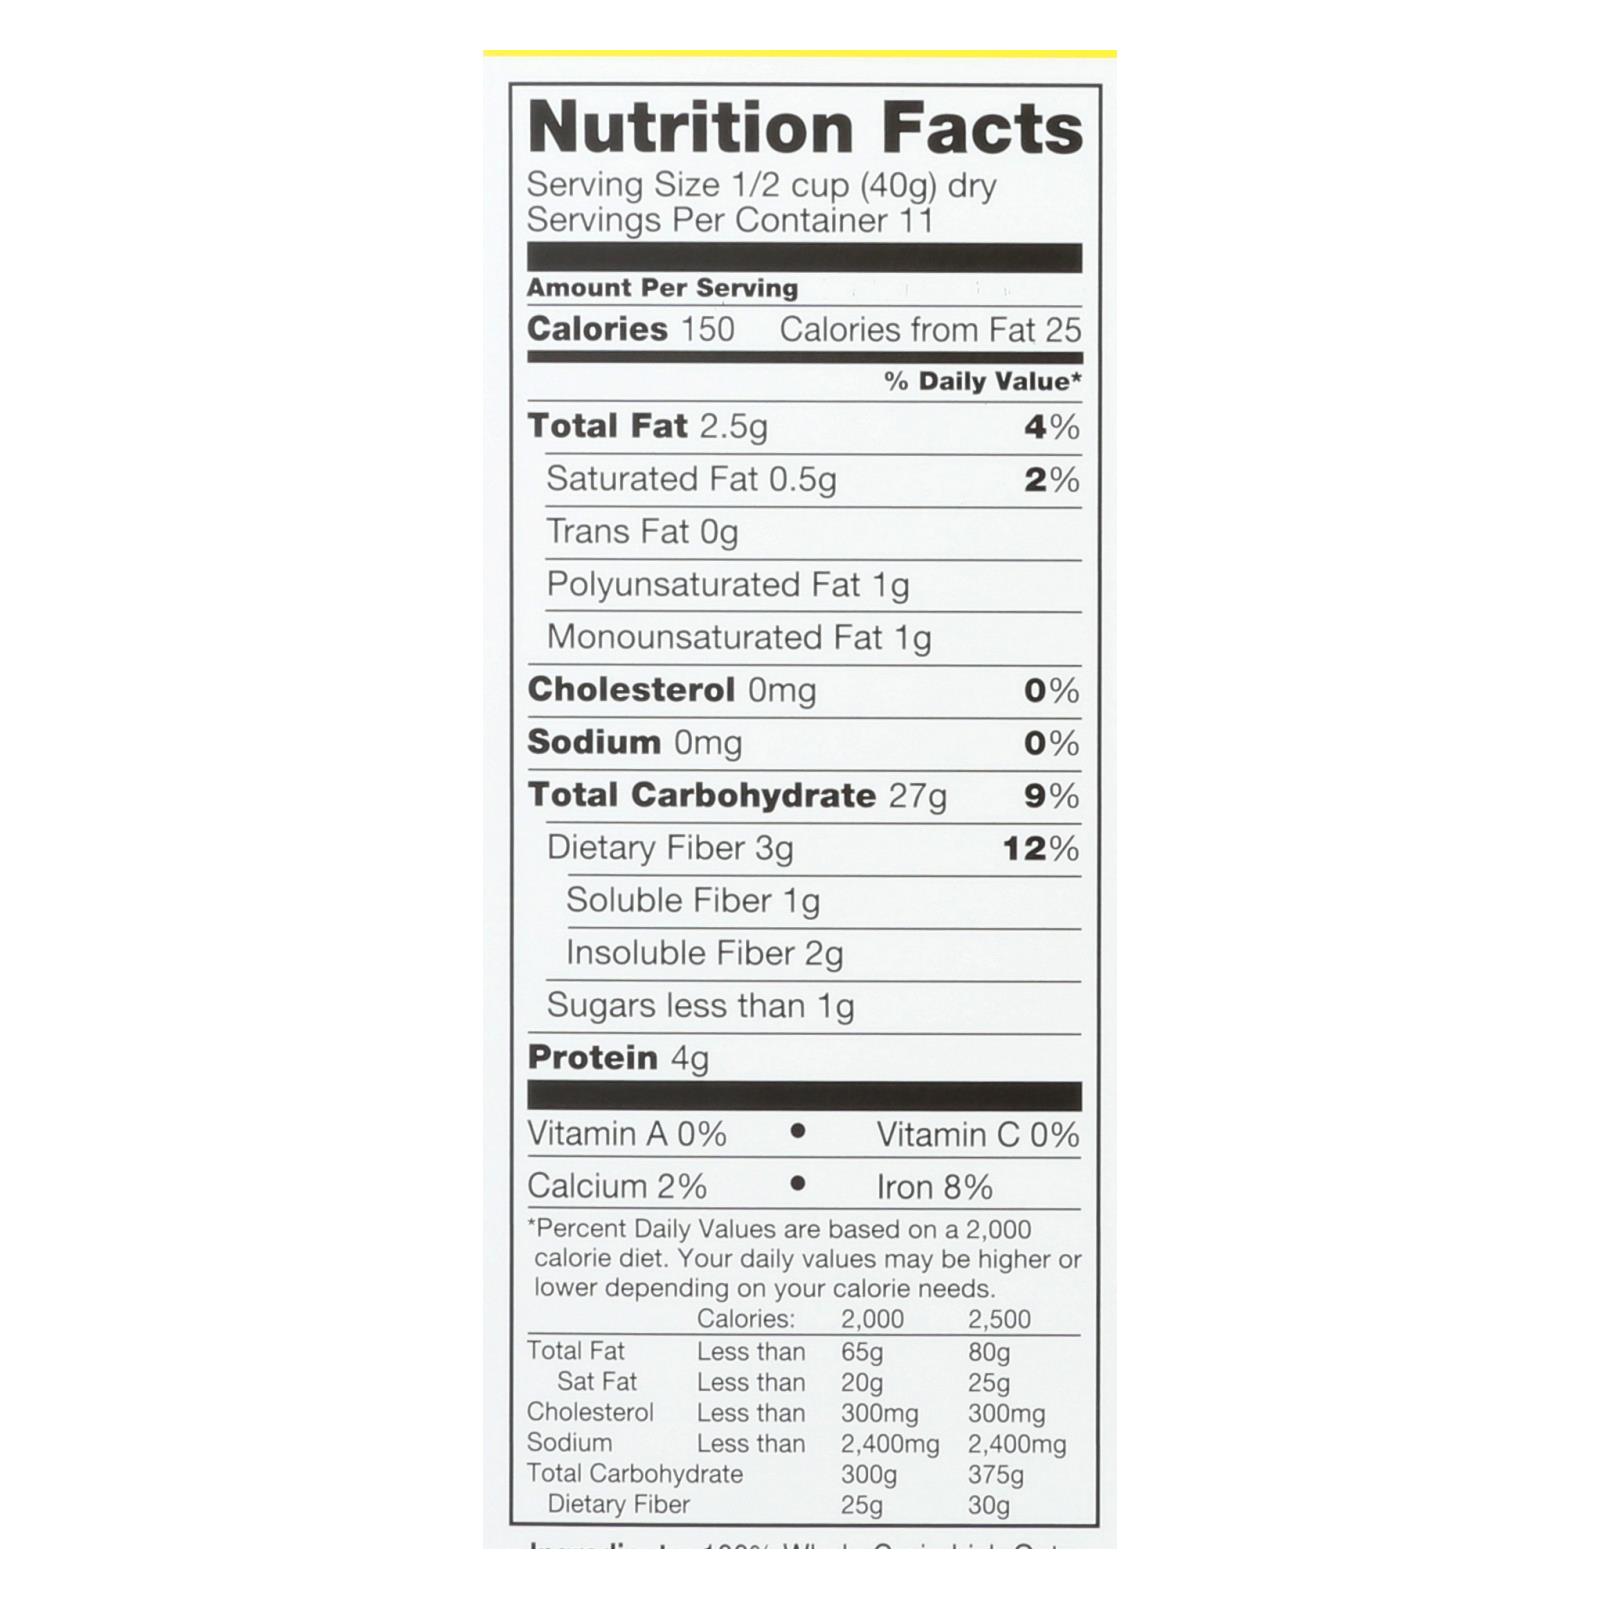 Nutrition Facts
Serving Size 1/2 cup (40g) dry
Servings Per Container 11
Amount Per Serving
Calories 150 Calories from Fat 25
% Daily Value*
Total Fat 2.5g 4%
Saturated Fat 0.5g 2%
Trans Fat 0g
Polyunsaturated Fat 1g
Monounsaturated Fat 1g
Cholesterol 0mg 0%
Sodium 0mg 0%
Total Carbohydrate 27g 9%
Dietary Fiber 3g 12%
Soluble Fiber 1g
Insoluble Fiber 2g
Sugars less than 1g
Protein 4g
Vitamin A 0% • Vitamin C 0%
Calcium 2% • Iron 8%
*Percent Daily Values are based on a 2,000
calorie diet. Your daily values may be higher or
lower depending on your calorie needs.
Calories: 2,000 2,500
Total Fat Less than 65g 80g
Sat Fat Less than 20g 25g
Cholesterol Less than 300mg 300mg
Sodium Less than 2,400mg 2,400mg
Total Carbohydrate 300g 375g
Dietary Fiber 25g 30g